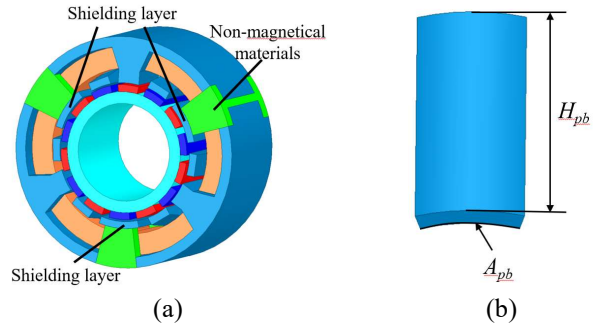 Shielding layer
Non-magnetical
materials
Shielding layer
(a)
H_pb
A_pb
(b)